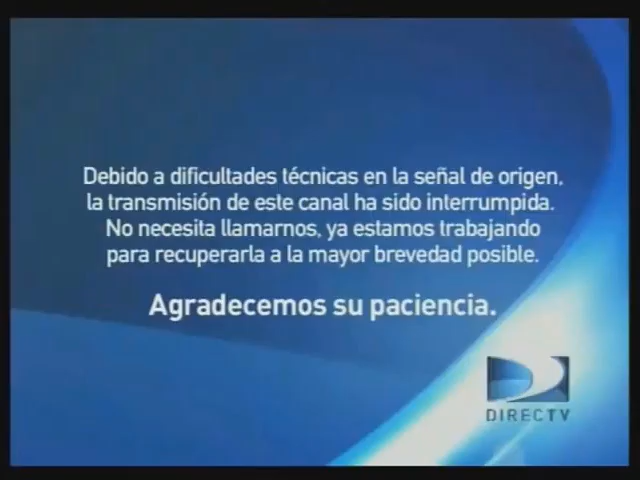 Debido a dificultades técnicas en la señal de origen,
la transmisión de este canal ha sido interrumpida.
No necesita llamarnos, ya estamos trabajando
para recuperarla a la mayor brevedad posible.
Agradecemos su paciencia.
DIRECTV